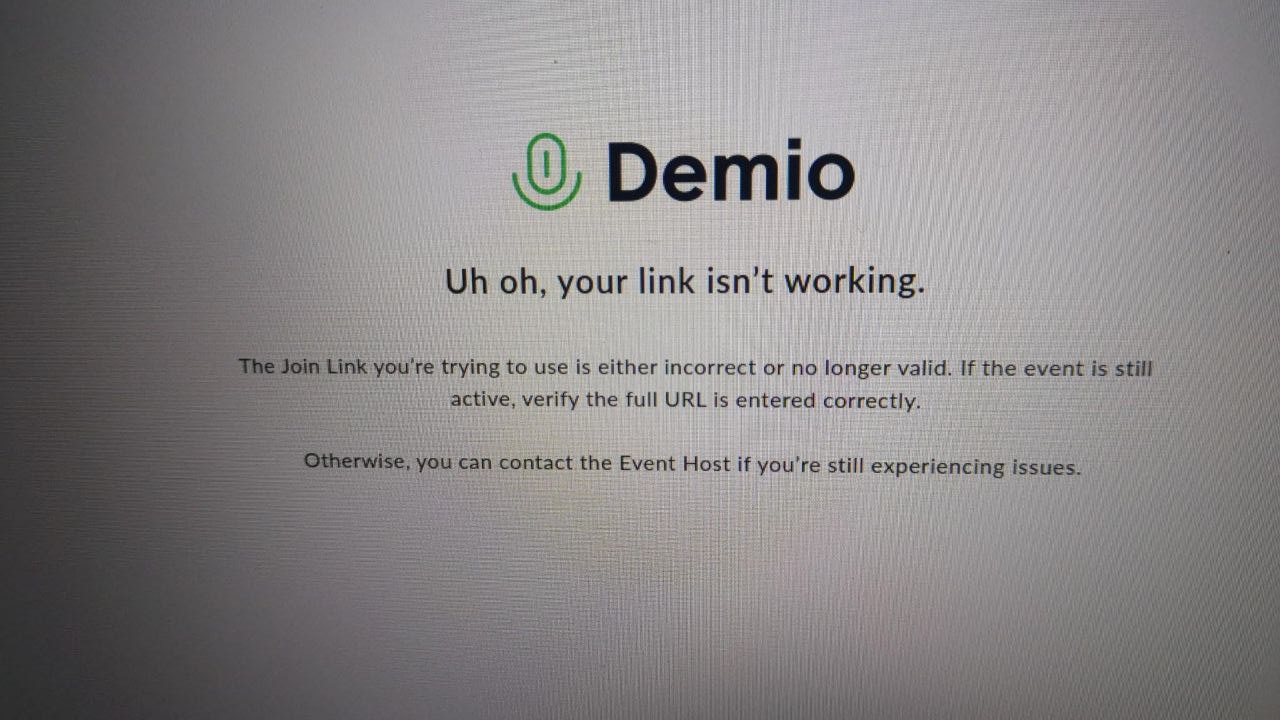 Demio
Uh oh, your link isn't working.
The Join Link you're trying to use is either incorrect or no longer valid. If the event is still
active, verify the full URL is entered correctly.
Otherwise, you can contact the Event Host if you're still experiencing issues.